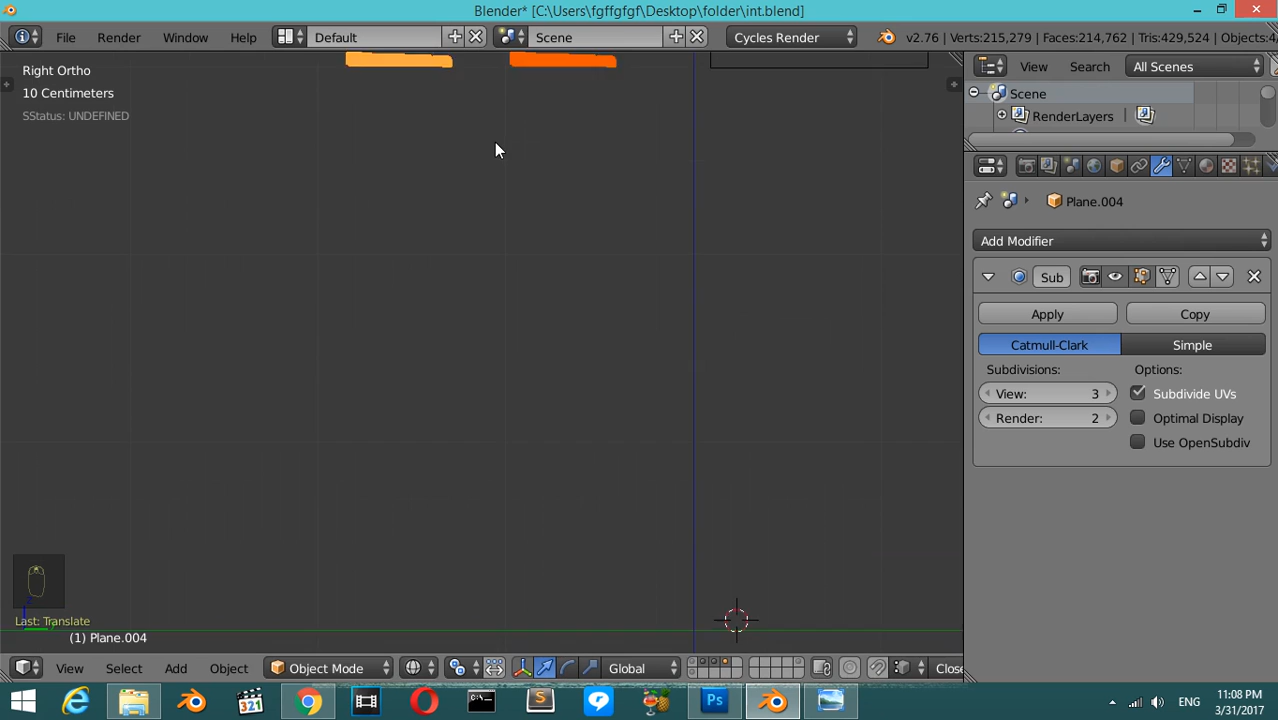 Blender* [C:\Users\fgffgfgf\Desktop\folder\int.blend]
File Render Window Help Default Scene Cycles Render v2.76 | Verts:215,279 | Faces:214,762 | Tris:429,524 | Objects:4
Right Ortho
10 Centimeters
SStatus: UNDEFINED
View Search All Scenes
Scene
RenderLayers
Plane.004
Add Modifier
Sub
Apply Copy
Catmull-Clark Simple
Subdivisions: Options:
View: 3 Subdivide UVs
Render: 2 Optimal Display
Use OpenSubdiv
Last: Translate
(1) Plane.004
View Select Add Object Object Mode Global Close
321 Ps ENG
11:08 PM
3/31/2017